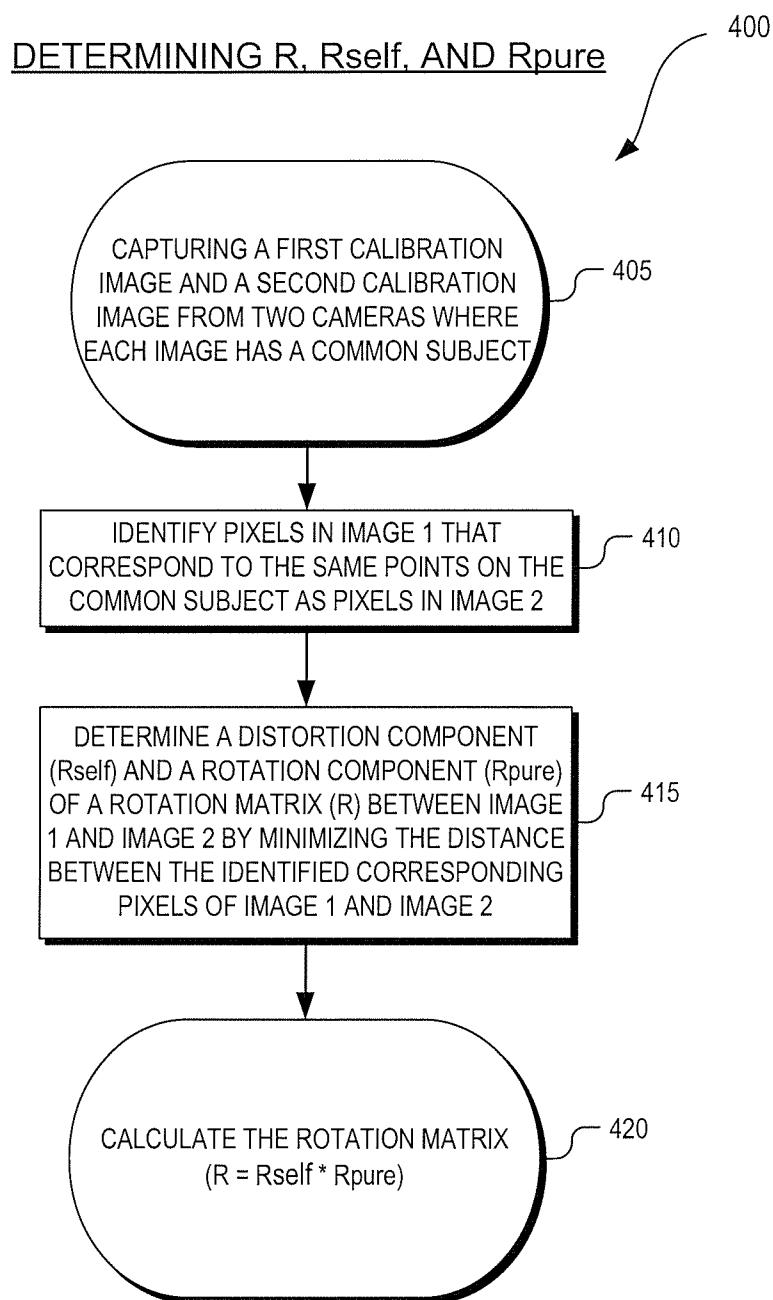 400
DETERMINING R, Rself, AND Rpure
CAPTURING A FIRST CALIBRATION
IMAGE AND A SECOND CALIBRATION
IMAGE FROM TWO CAMERAS WHERE
EACH IMAGE HAS A COMMON SUBJECT
405
IDENTIFY PIXELS IN IMAGE 1 THAT
CORRESPOND TO THE SAME POINTS ON THE
COMMON SUBJECT AS PIXELS IN IMAGE 2
410
DETERMINE A DISTORTION COMPONENT
(Rself) AND A ROTATION COMPONENT (Rpure)
OF A ROTATION MATRIX (R) BETWEEN IMAGE
1 AND IMAGE 2 BY MINIMIZING THE DISTANCE
BETWEEN THE IDENTIFIED CORRESPONDING
PIXELS OF IMAGE 1 AND IMAGE 2
415
CALCULATE THE ROTATION MATRIX
(R = Rself * Rpure)
420